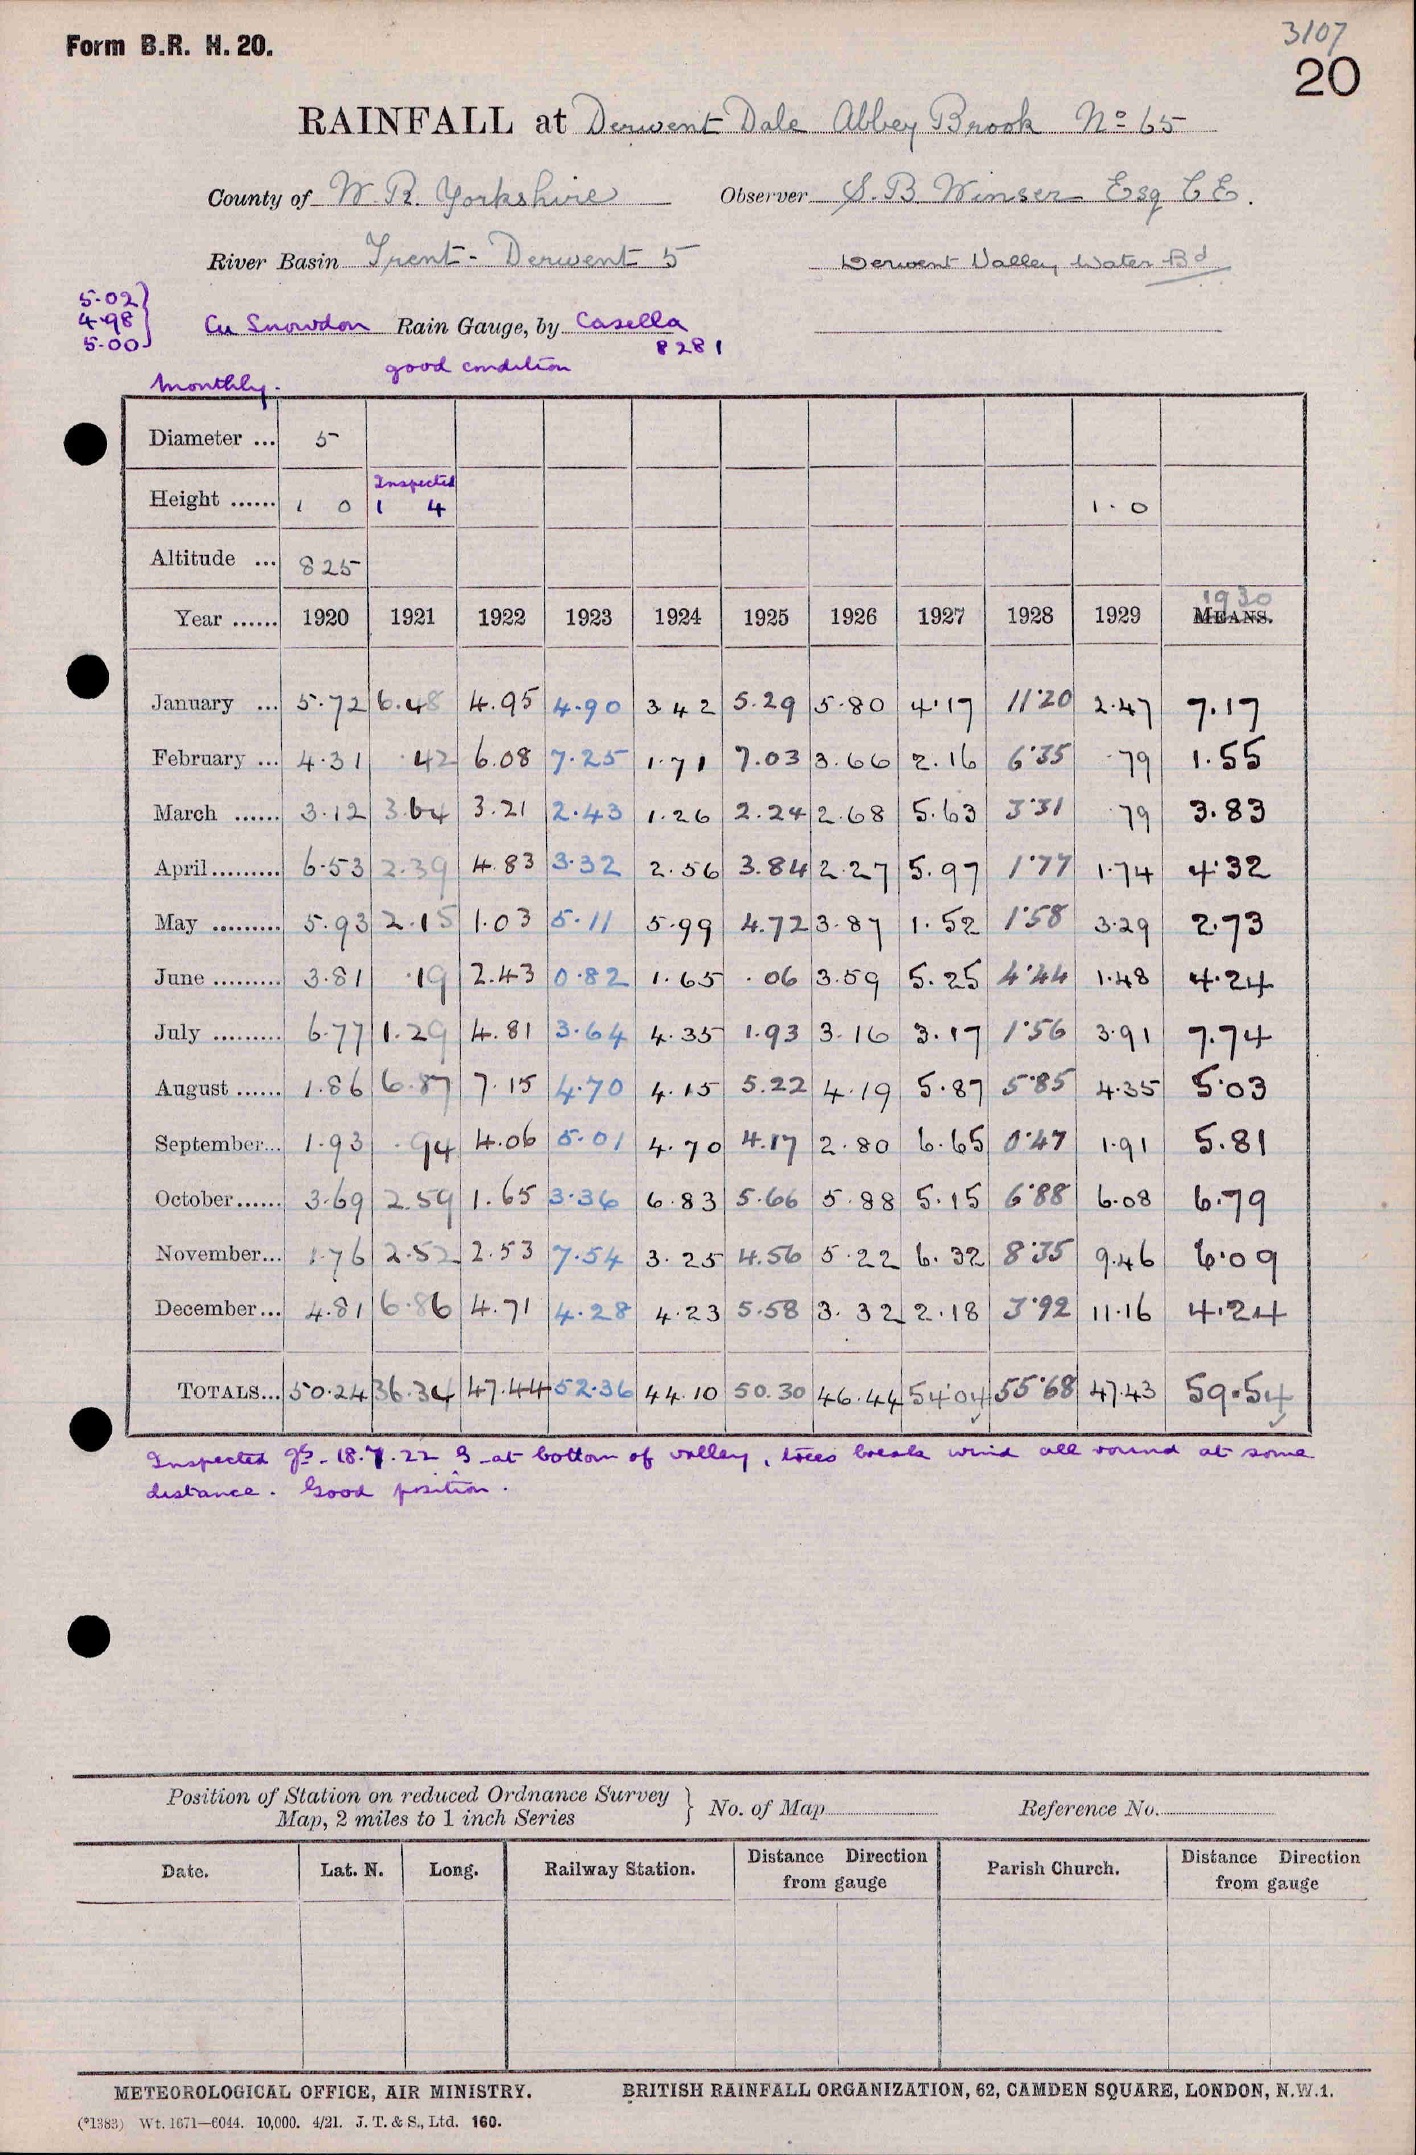 3107
Form B.R. H. 20.
20
RAINFALL at Derwent Dale Abbey Brook No 65
County of W. R. Yorkshire Observer S. B. Winser Esq C E.
River Basin Trent - Derwent 5 Derwent Valley Water Bd
5.02
4.98
5.00
Cu Snowdon Rain Gauge, by Casella
8281
good condition
Monthly.
Diameter ... 5
Inspected
Height ...... 1 0 1 4 1.0
Altitude ... 825
1930
Year ...... 1920 1921 1922 1923 1924 1925 1926 1927 1928 1929 MEANS.
January ... 5.72 6.48 4.95 4.90 3 42 5.29 5.80 4.17 11.20 2.47 7.17
February ... 4.31 .42 6.08 7.25 1.71 7.03 3.66 2.16 6.35 .79 1.55
March ...... 3.12 3.64 3.21 2.43 1.26 2.24 2.68 5.63 3.31 .79 3.83
April......... 6.53 2.39 4.83 3.32 2.56 3.84 2.27 5.97 1.77 1.74 4.32
May ......... 5.93 2.15 1.03 5.11 5.99 4.72 3.87 1.52 1.58 3.29 2.73
June ......... 3.81 .19 2.43 0.82 1.65 .06 3.59 5.25 4.44 1.48 4.24
July ......... 6.77 1.29 4.81 3.64 4.35 1.93 3.16 3.17 1.56 3.91 7.74
August ...... 1.86 6.87 7.15 4.70 4.15 5.22 4.19 5.87 5.85 4.35 5.03
September... 1.93 .94 4.06 5.01 4.70 4.17 2.80 6.65 0.47 1.91 5.81
October...... 3.69 2.59 1.65 3.36 6.83 5.66 5.88 5.15 6.88 6.08 6.79
November... 1.76 2.52 2.53 7.54 3.25 4.56 5.22 6.32 8.35 9.46 6.09
December... 4.81 6.86 4.71 4.28 4.23 5.58 3.32 2.18 3.92 11.16 4.24
TOTALS... 50.24 36.34 47.44 52.36 44.10 50.30 46.44 54.04 55.68 47.43 59.54
Inspected 18.7.22 at bottom of valley, trees break wind all round at some
distance. Good position.
Position of Station on reduced Ordnance Survey
Map, 2 miles to 1 inch Series } No. of Map Reference No.
Date. Lat. N. Long. Railway Station. Distance Direction from gauge Parish Church. Distance Direction from gauge
METEOROLOGICAL OFFICE, AIR MINISTRY. BRITISH RAINFALL ORGANIZATION, 62, CAMDEN SQUARE, LONDON, N.W.1.
(*1383) Wt. 1671—6044. 10,000. 4/21. J. T. & S., Ltd. 160.